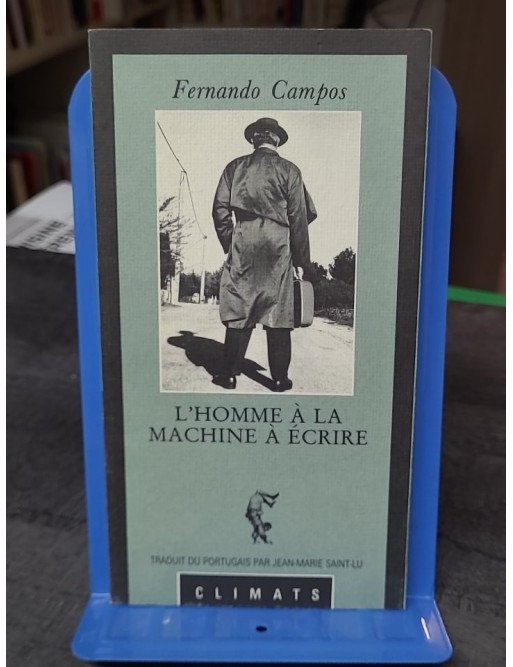 Fernando Campos
L'HOMME À LA
MACHINE À ÉCRIRE
TRADUIT DU PORTUGAIS PAR JEAN-MARIE SAINT-LU
CLIMATS